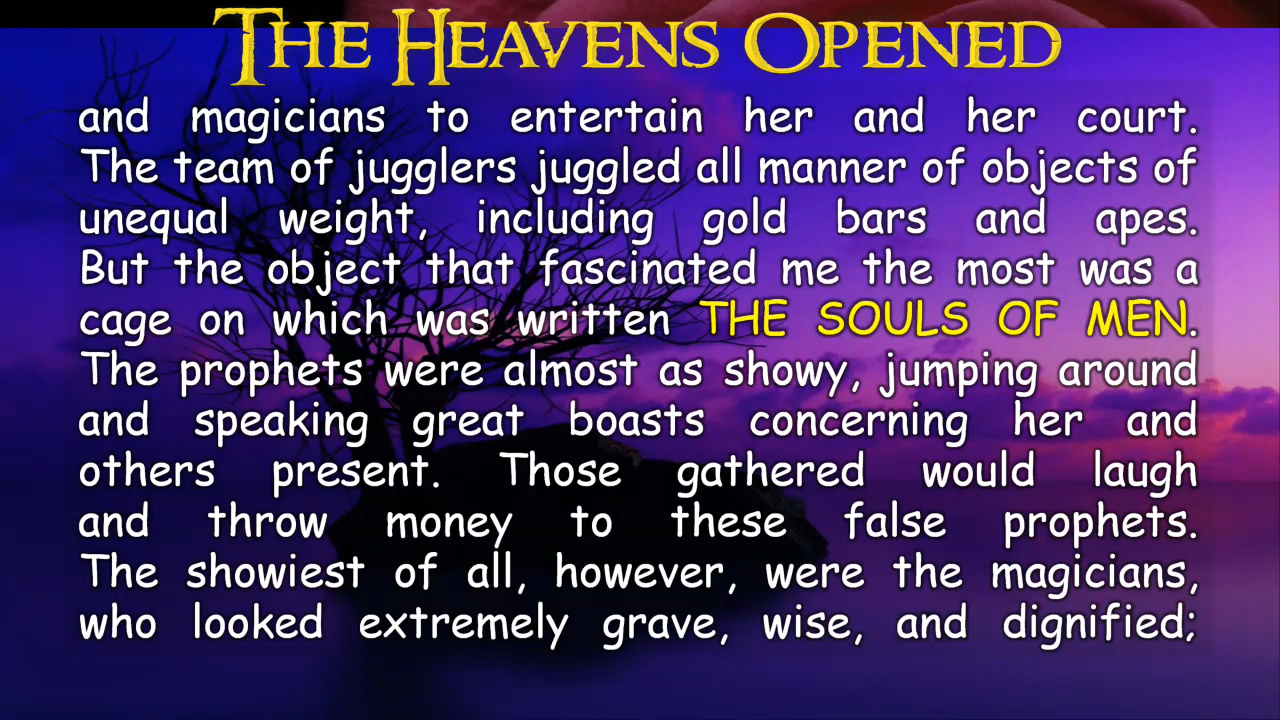 THE HEAVENS OPENED
and magicians to entertain her and her court.
The team of jugglers juggled all manner of objects of
unequal weight, including gold bars and apes.
But the object that fascinated me the most was a
cage on which was written THE SOULS OF MEN.
The prophets were almost as showy, jumping around
and speaking great boasts concerning her and
others present. Those gathered would laugh
and throw money to these false prophets.
The showiest of all, however, were the magicians,
who looked extremely grave, wise, and dignified;